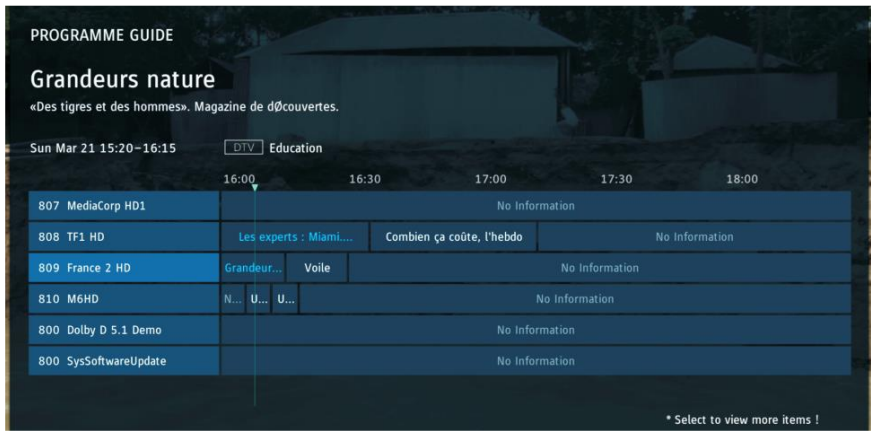 PROGRAMME GUIDE
Grandeurs nature
«Des tigres et des hommes». Magazine de dØcouvertes.
Sun Mar 21 15:20-16:15 DTV Education
16:00 16:30 17:00 17:30 18:00
807 MediaCorp HD1 No Information
808 TF1 HD Les experts : Miami.... Combien ça coûte, l'hebdo No Information
809 France 2 HD Grandeur... Voile No Information
810 M6HD N... U... U... No Information
800 Dolby D 5.1 Demo No Information
800 SysSoftwareUpdate No Information
* Select to view more items !